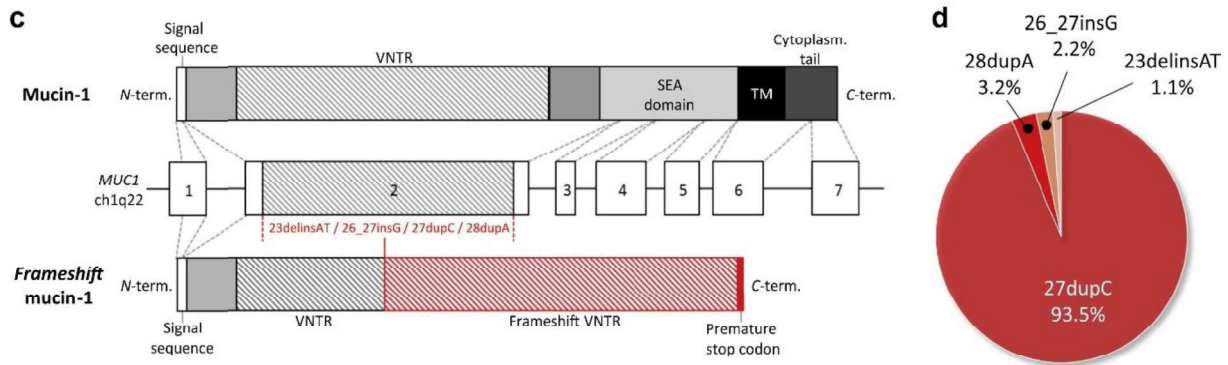 c
Signal
sequence
VNTR
Cytoplasm.
tail
Mucin-1
N-term.
SEA
domain
TM
C-term.
MUC1
ch1q22
1
2
3
4
5
6
7
23delinsAT / 26_27insG / 27dupC / 28dupA
Frameshift
mucin-1
N-term.
C-term.
Signal
sequence
VNTR
Frameshift VNTR
Premature
stop codon
d
26_27insG
2.2%
28dupA
3.2%
23delinsAT
1.1%
27dupC
93.5%